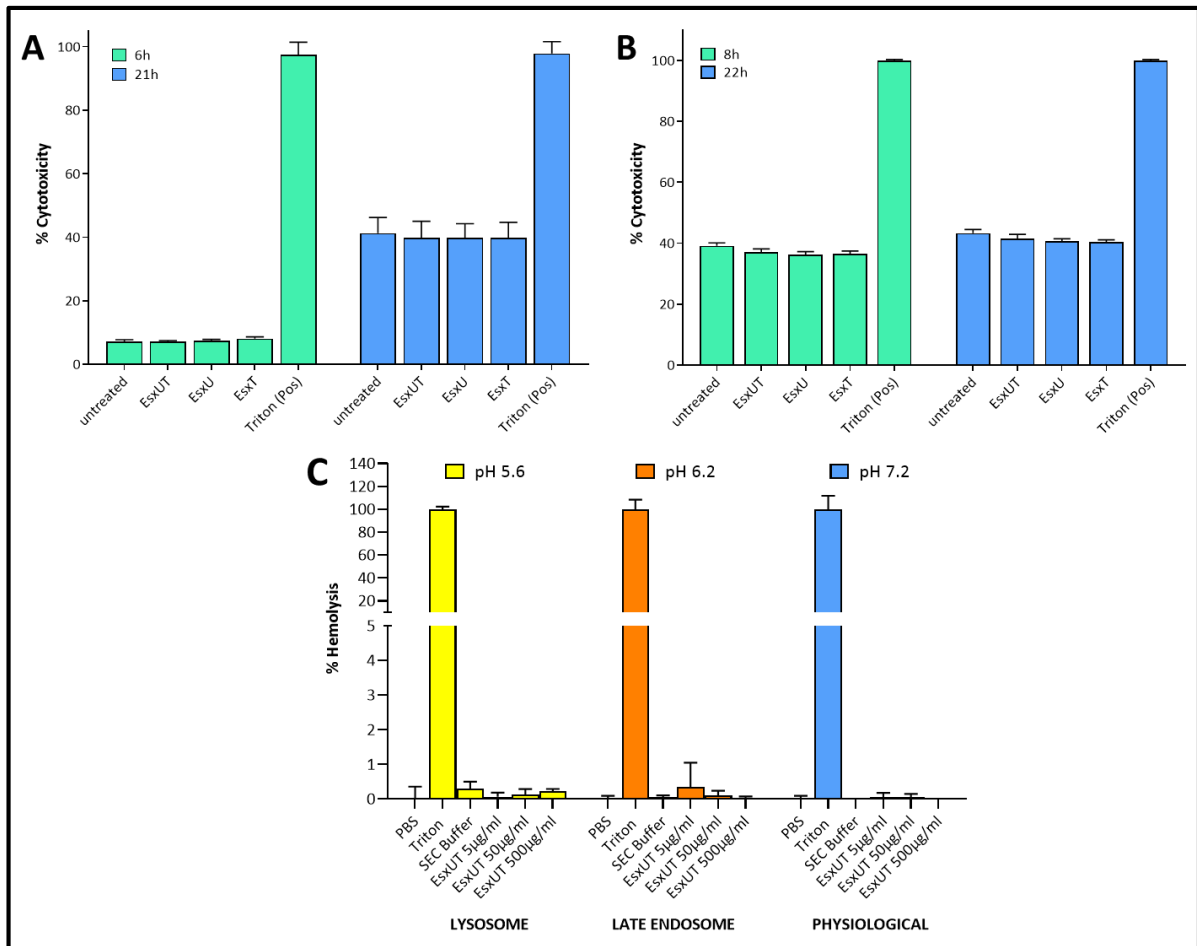 A
6h
21h
% Cytotoxicity
100
80
60
40
20
0
untreated
EsxUT
EsxU
EsxT
Triton (Pos)
untreated
EsxUT
EsxU
EsxT
Triton (Pos)
B
8h
22h
% Cytotoxicity
100
80
60
40
20
0
untreated
EsxUT
EsxU
EsxT
Triton (Pos)
untreated
EsxUT
EsxU
EsxT
Triton (Pos)
C
pH 5.6
pH 6.2
pH 7.2
% Hemolysis
140
120
100
80
60
40
20
5
4
3
2
1
0
PBS
Triton
SEC Buffer
EsxUT 5µg/ml
EsxUT 50µg/ml
EsxUT 500µg/ml
PBS
Triton
SEC Buffer
EsxUT 5µg/ml
EsxUT 50µg/ml
EsxUT 500µg/ml
PBS
Triton
SEC Buffer
EsxUT 5µg/ml
EsxUT 50µg/ml
EsxUT 500µg/ml
LYSOSOME
LATE ENDOSOME
PHYSIOLOGICAL